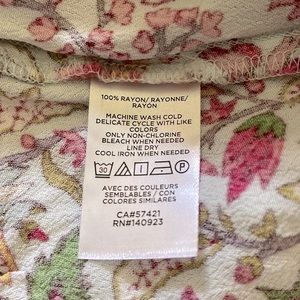 100% RAYON/ RAYONNE/
RAYON
MACHINE WASH COLD
DELICATE CYCLE WITH LIKE
COLORS
ONLY NON-CHLORINE
BLEACH WHEN NEEDED
LINE DRY
COOL IRON WHEN NEEDED
30 P
AVEC DES COULEURS
SEMBLABLES / CON
COLORES SIMILARES
CA#57421
RN#140923